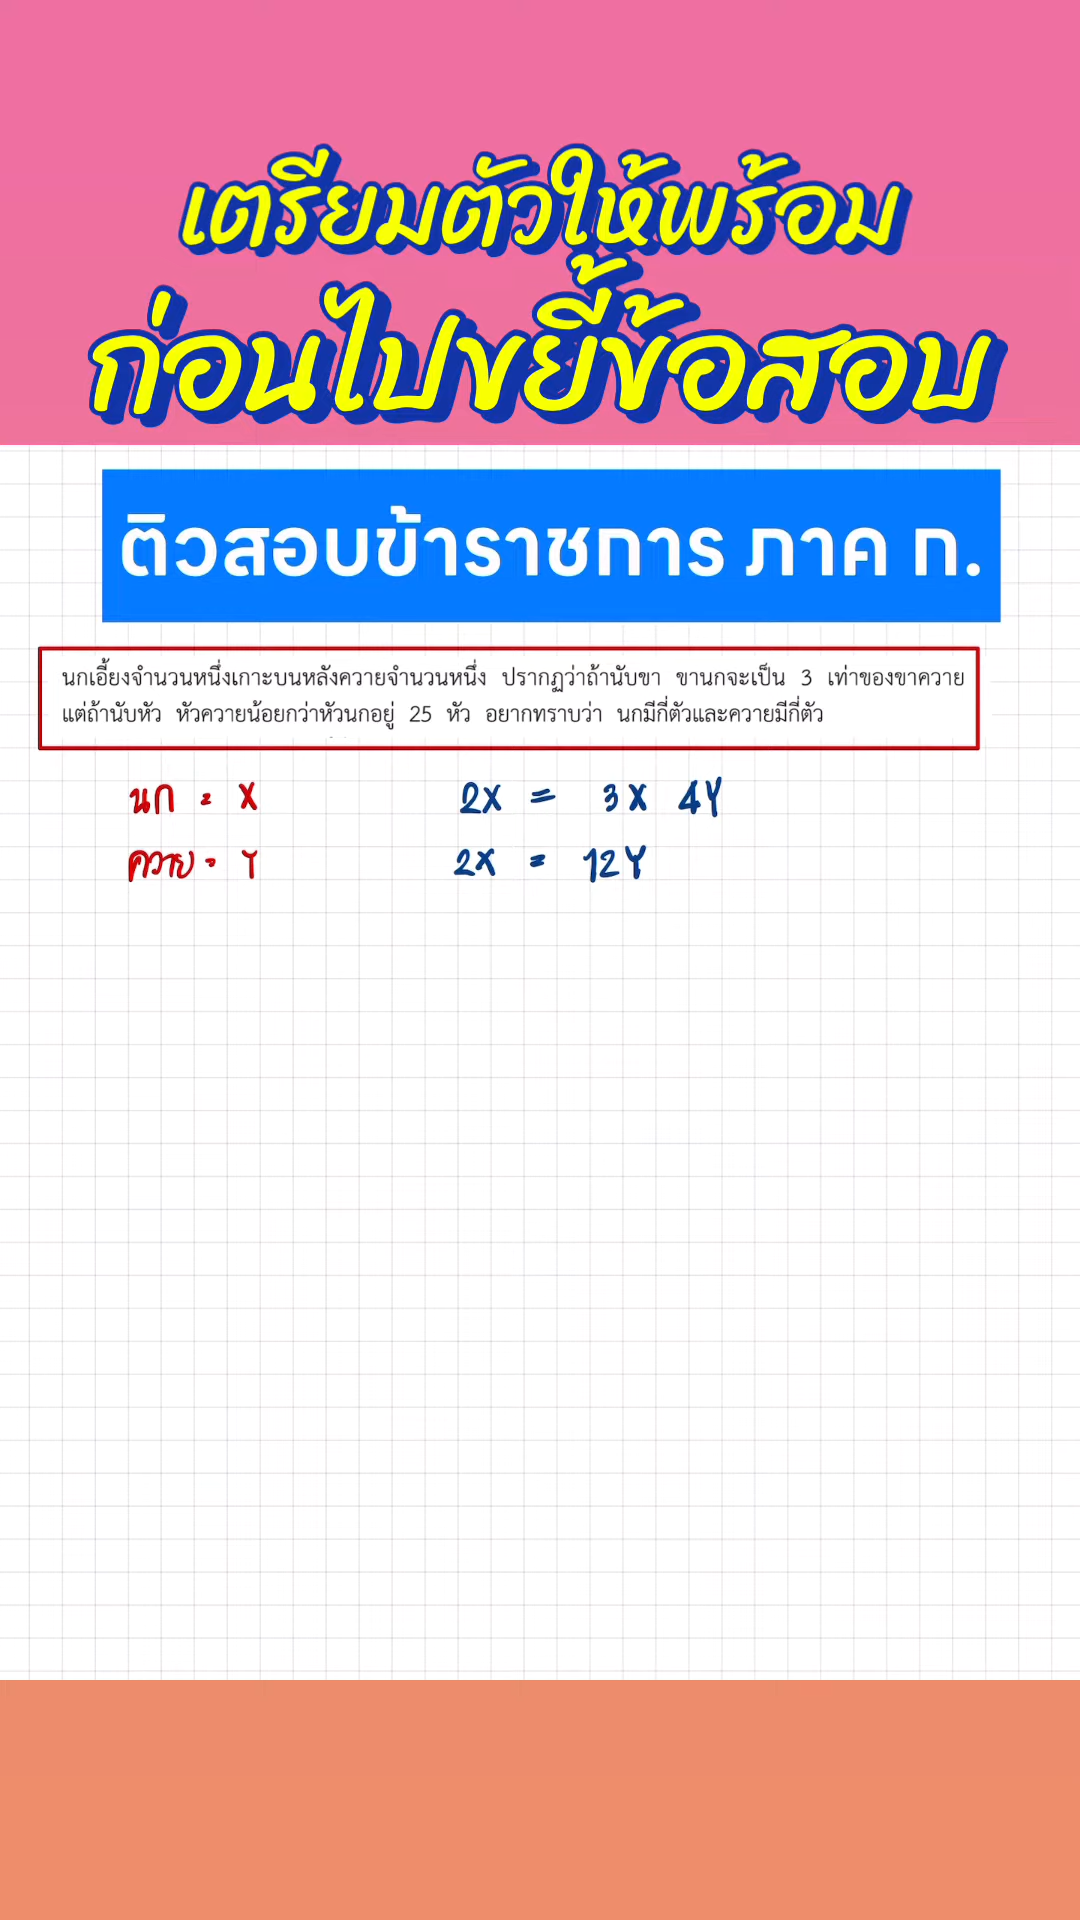 เตรียมตัวให้พร้อม
ก่อนไปขยี้ข้อสอบ
ติวสอบข้าราชการ ภาค ก.
นกเอี้ยงจำนวนหนึ่งเกาะบนหลังควายจำนวนหนึ่ง ปรากฏว่าถ้านับขา ขานกจะเป็น 3 เท่าของขาควาย
แต่ถ้านับหัว หัวควายน้อยกว่าหัวนกอยู่ 25 หัว อยากทราบว่า นกมีกี่ตัวและควายมีกี่ตัว
นก = X 2X = 3 X 4Y
ควาย = Y 2X = 12Y